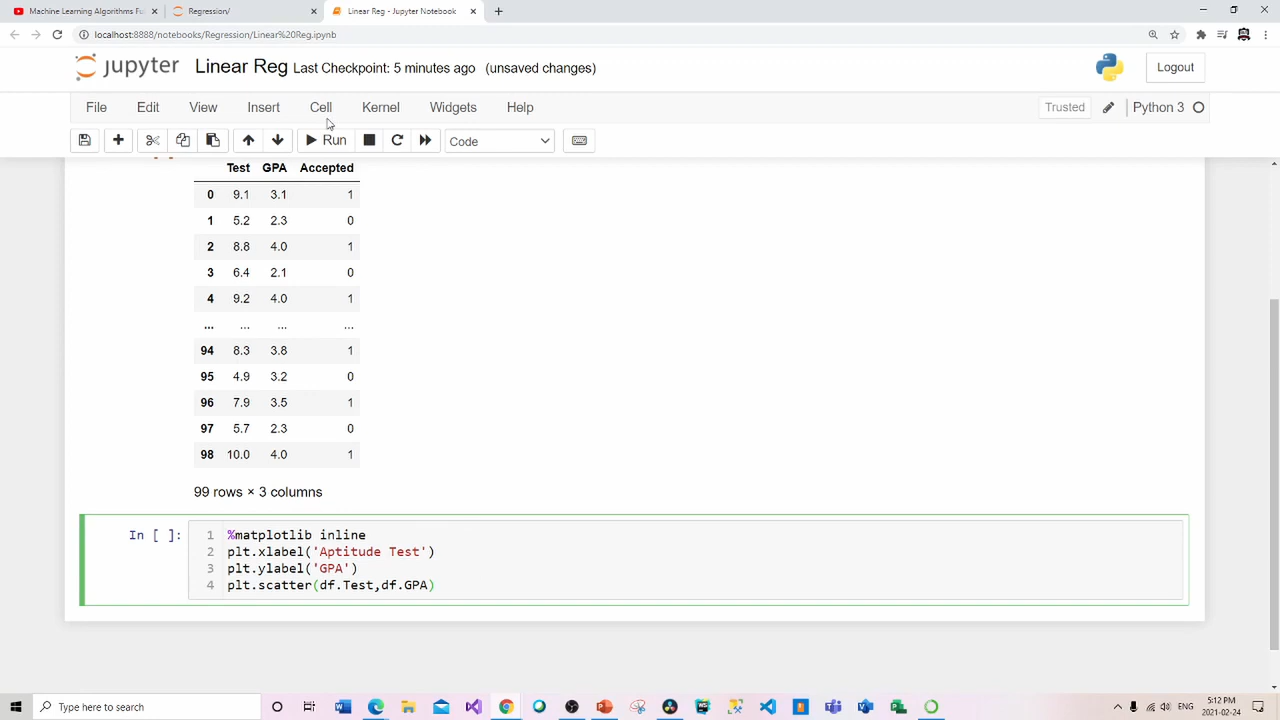 Machine Learning Algorithms Fu
Regression/
Linear Reg - Jupyter Notebook
localhost:8888/notebooks/Regression/Linear%20Reg.ipynb
jupyter Linear Reg Last Checkpoint: 5 minutes ago (unsaved changes)
Logout
File Edit View Insert Cell Kernel Widgets Help
Trusted
Python 3
Run
Code
Test GPA Accepted
0 9.1 3.1 1
1 5.2 2.3 0
2 8.8 4.0 1
3 6.4 2.1 0
4 9.2 4.0 1
... ... ... ...
94 8.3 3.8 1
95 4.9 3.2 0
96 7.9 3.5 1
97 5.7 2.3 0
98 10.0 4.0 1
99 rows × 3 columns
In [ ]: 1 %matplotlib inline
2 plt.xlabel('Aptitude Test')
3 plt.ylabel('GPA')
4 plt.scatter(df.Test,df.GPA)
Type here to search
ENG
5:12 PM
2021-02-24